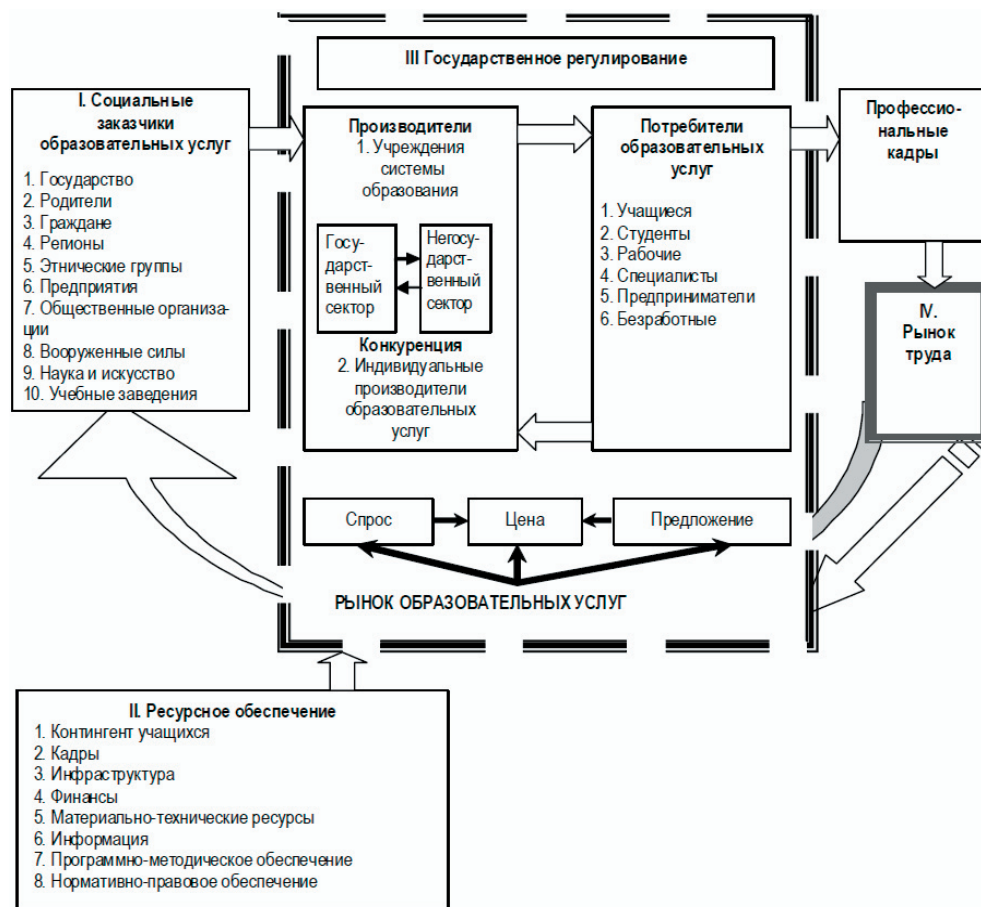 III Государственное регулирование
I. Социальные
заказчики
образовательных услуг
1. Государство
2. Родители
3. Граждане
4. Регионы
5. Этнические группы
6. Предприятия
7. Общественные организа-
ции
8. Вооруженные силы
9. Наука и искусство
10. Учебные заведения
Производители
1. Учреждения
системы
образования
Госу-
дарст-
венный
сектор
Негосу-
дарст-
венный
сектор
Конкуренция
2. Индивидуальные
производители
образовательных
услуг
Потребители
образовательных
услуг
1. Учащиеся
2. Студенты
3. Рабочие
4. Специалисты
5. Предприниматели
6. Безработные
Профессио-
нальные
кадры
IV.
Рынок
труда
Спрос
Цена
Предложение
РЫНОК ОБРАЗОВАТЕЛЬНЫХ УСЛУГ
II. Ресурсное обеспечение
1. Контингент учащихся
2. Кадры
3. Инфраструктура
4. Финансы
5. Материально-технические ресурсы
6. Информация
7. Программно-методическое обеспечение
8. Нормативно-правовое обеспечение